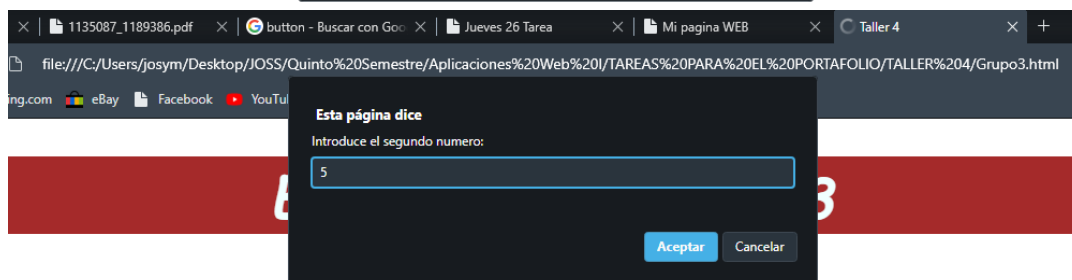 1135087_1189386.pdf
button - Buscar con Goo
Jueves 26 Tarea
Mi pagina WEB
Taller 4
file:///C:/Users/josym/Desktop/JOSS/Quinto%20Semestre/Aplicaciones%20Web%20I/TAREAS%20PARA%20EL%20PORTAFOLIO/TALLER%204/Grupo3.html
ing.com eBay Facebook YouTu
Esta página dice
Introduce el segundo numero:
5
3
Aceptar Cancelar